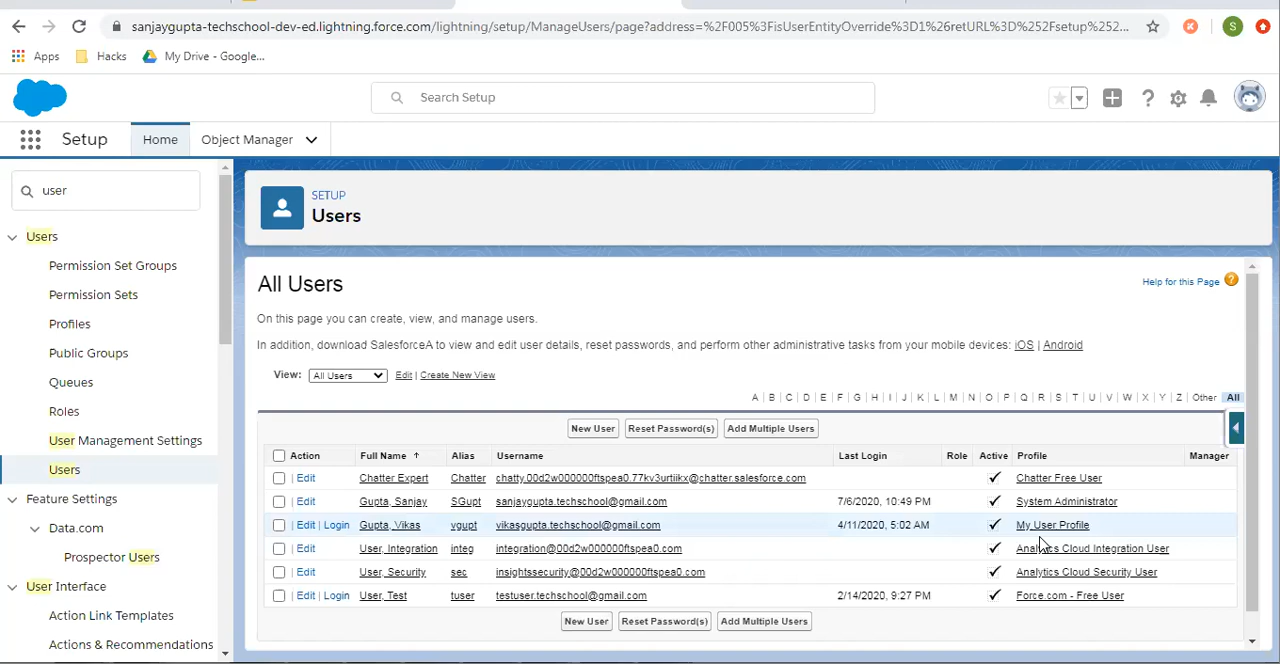 sanjaygupta-techschool-dev-ed.lightning.force.com/lightning/setup/ManageUsers/page?address=%2F005%3FisUserEntityOverride%3D1%26retURL%3D%252Fsetup%252...
S
Apps Hacks My Drive - Google...
Search Setup
Setup Home Object Manager
user
SETUP
Users
Users
Permission Set Groups
Permission Sets
Profiles
Public Groups
Queues
Roles
User Management Settings
Users
Feature Settings
Data.com
Prospector Users
User Interface
Action Link Templates
Actions & Recommendations
All Users
Help for this Page ?
On this page you can create, view, and manage users.
In addition, download SalesforceA to view and edit user details, reset passwords, and perform other administrative tasks from your mobile devices: iOS | Android
View: All Users Edit | Create New View
A | B | C | D | E | F | G | H | I | J | K | L | M | N | O | P | Q | R | S | T | U | V | W | X | Y | Z | Other All
New User Reset Password(s) Add Multiple Users
Action Full Name ↑ Alias Username Last Login Role Active Profile Manager
| Edit Chatter Expert Chatter chatty.00d2w000000ftspea0.77kv3urtiikx@chatter.salesforce.com ✓ Chatter Free User
| Edit Gupta, Sanjay SGupt sanjaygupta.techschool@gmail.com 7/6/2020, 10:49 PM ✓ System Administrator
| Edit | Login Gupta, Vikas vgupt vikasgupta.techschool@gmail.com 4/11/2020, 5:02 AM ✓ My User Profile
| Edit User, Integration integ integration@00d2w000000ftspea0.com ✓ Analytics Cloud Integration User
| Edit User, Security sec insightssecurity@00d2w000000ftspea0.com ✓ Analytics Cloud Security User
| Edit | Login User, Test tuser testuser.techschool@gmail.com 2/14/2020, 9:27 PM ✓ Force.com - Free User
New User Reset Password(s) Add Multiple Users